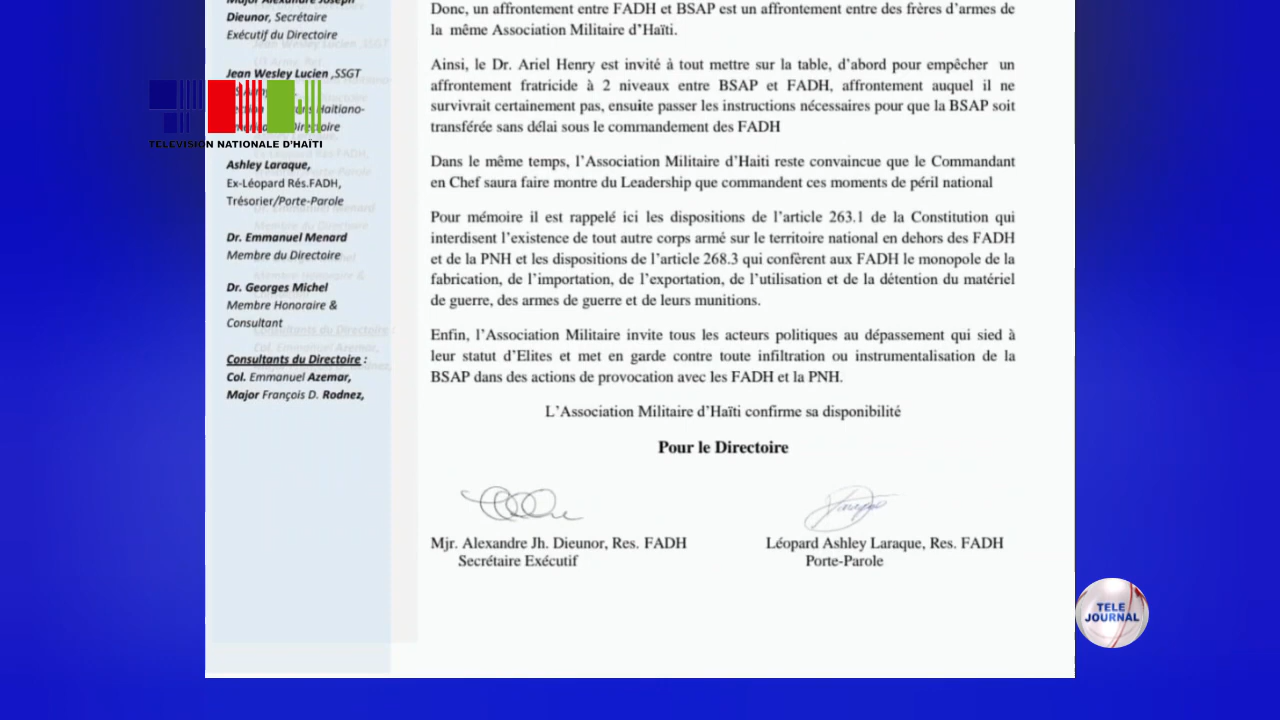 Major Alexandre Joseph
Dieunor, Secrétaire
Exécutif du Directoire
Jean Wesley Lucien ,SSGT
Haïtiano-
TELEVISION NATIONALE D'HAÏTI
Ashley Laraque,
Ex-Léopard Rés.FADH,
Trésorier/Porte-Parole
Dr. Emmanuel Menard
Membre du Directoire
Dr. Georges Michel
Membre Honoraire &
Consultant
Consultants du Directoire :
Col. Emmanuel Azemar,
Major François D. Rodnez,
Donc, un affrontement entre FADH et BSAP est un affrontement entre des frères d'armes de
la même Association Militaire d'Haïti.
Ainsi, le Dr. Ariel Henry est invité à tout mettre sur la table, d'abord pour empêcher un
affrontement fratricide à 2 niveaux entre BSAP et FADH, affrontement auquel il ne
survivrait certainement pas, ensuite passer les instructions nécessaires pour que la BSAP soit
transférée sans délai sous le commandement des FADH
Dans le même temps, l'Association Militaire d'Haiti reste convaincue que le Commandant
en Chef saura faire montre du Leadership que commandent ces moments de péril national
Pour mémoire il est rappelé ici les dispositions de l'article 263.1 de la Constitution qui
interdisent l'existence de tout autre corps armé sur le territoire national en dehors des FADH
et de la PNH et les dispositions de l'article 268.3 qui confèrent aux FADH le monopole de la
fabrication, de l'importation, de l'exportation, de l'utilisation et de la détention du matériel
de guerre, des armes de guerre et de leurs munitions.
Enfin, l'Association Militaire invite tous les acteurs politiques au dépassement qui sied à
leur statut d'Elites et met en garde contre toute infiltration ou instrumentalisation de la
BSAP dans des actions de provocation avec les FADH et la PNH.
L'Association Militaire d'Haïti confirme sa disponibilité
Pour le Directoire
Mjr. Alexandre Jh. Dieunor, Res. FADH
Secrétaire Exécutif
Léopard Ashley Laraque, Res. FADH
Porte-Parole
TELE
JOURNAL